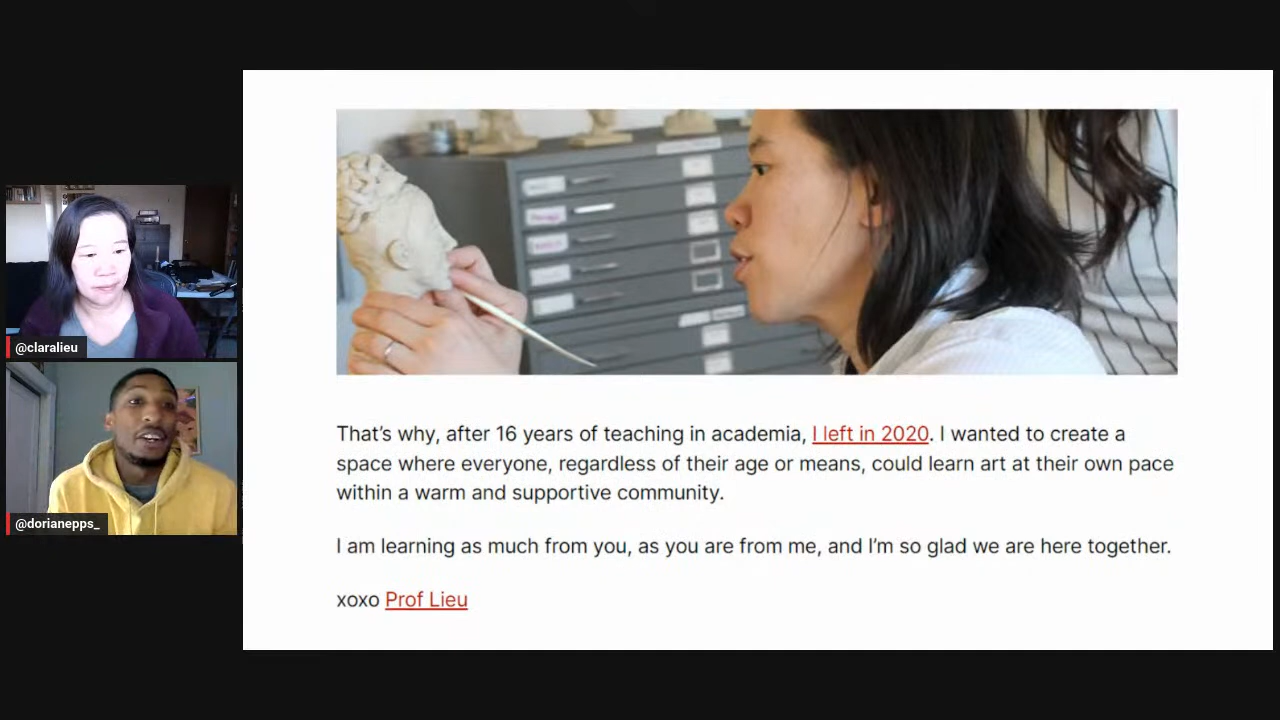 @claralieu
@dorianepps_
That's why, after 16 years of teaching in academia, I left in 2020. I wanted to create a
space where everyone, regardless of their age or means, could learn art at their own pace
within a warm and supportive community.
I am learning as much from you, as you are from me, and I'm so glad we are here together.
xoxo Prof Lieu